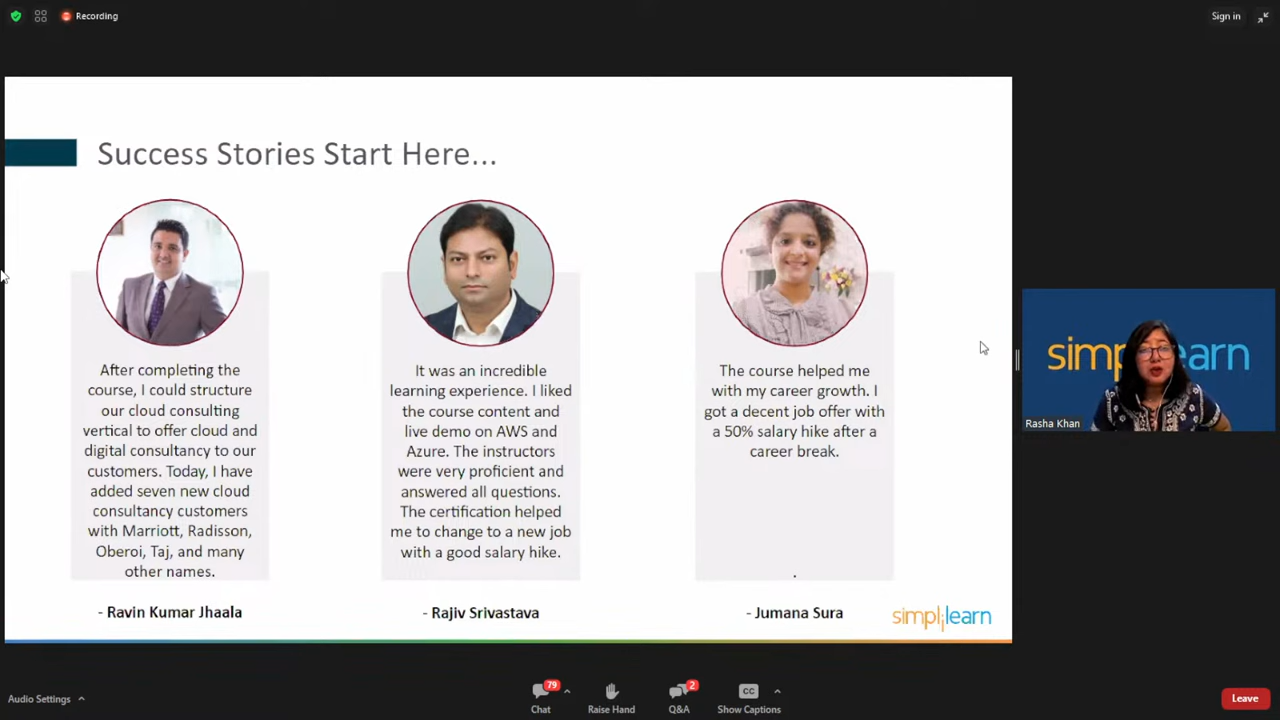 Recording
Sign in
Success Stories Start Here...
After completing the
course, I could structure
our cloud consulting
vertical to offer cloud and
digital consultancy to our
customers. Today, I have
added seven new cloud
consultancy customers
with Marriott, Radisson,
Oberoi, Taj, and many
other names.
- Ravin Kumar Jhaala
It was an incredible
learning experience. I liked
the course content and
live demo on AWS and
Azure. The instructors
were very proficient and
answered all questions.
The certification helped
me to change to a new job
with a good salary hike.
- Rajiv Srivastava
The course helped me
with my career growth. I
got a decent job offer with
a 50% salary hike after a
career break.
.
- Jumana Sura
simplilearn
simp earn
Rasha Khan
Audio Settings
79
Chat
Raise Hand
2
Q&A
CC
Show Captions
Leave